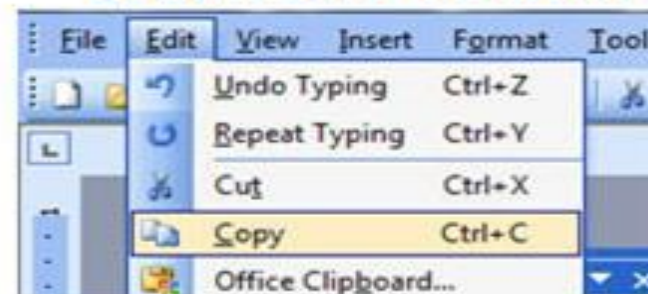 File Edit View Insert Format Tool
Undo Typing Ctrl+Z
Repeat Typing Ctrl+Y
Cut Ctrl+X
Copy Ctrl+C
Office Clipboard...